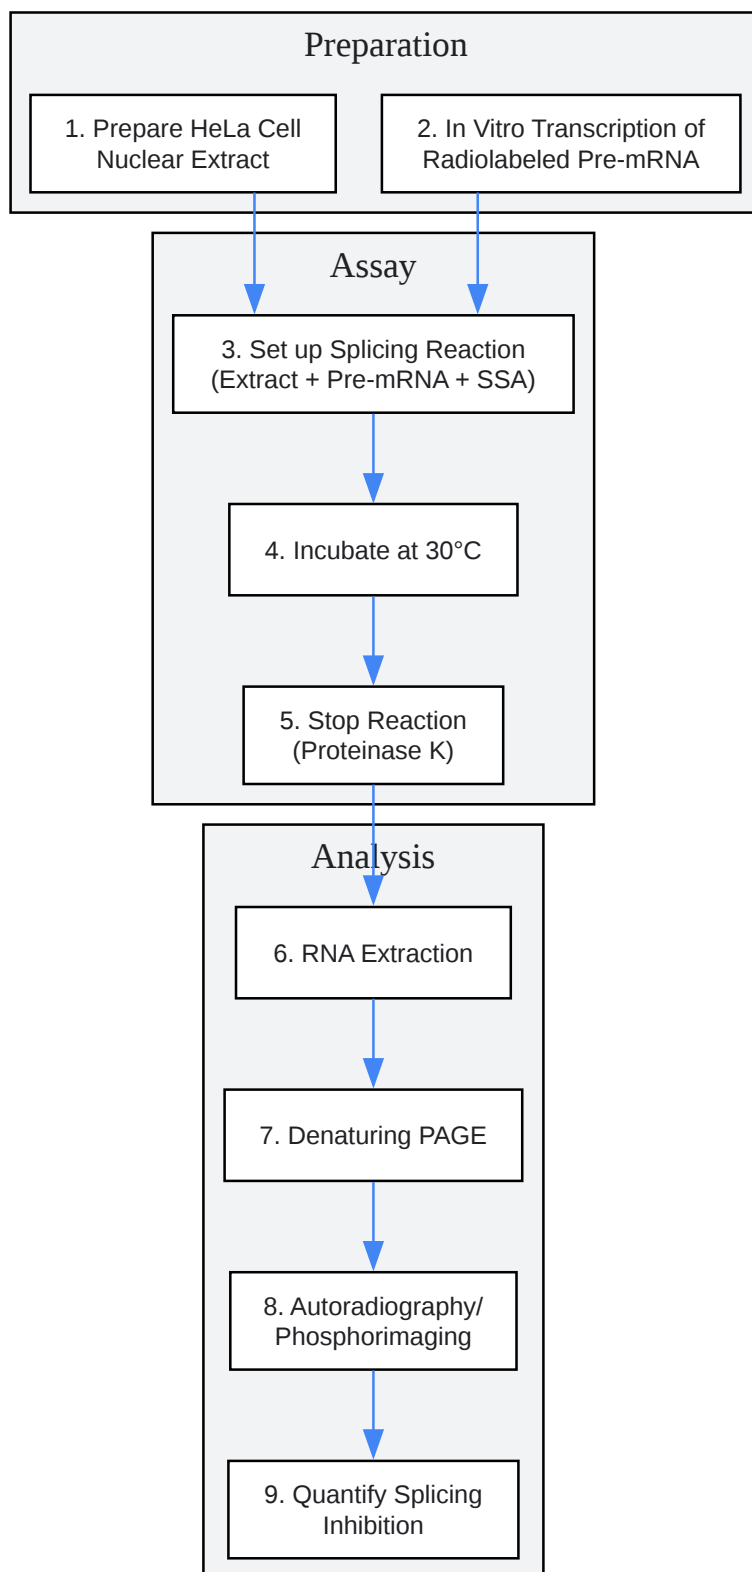 Preparation
1. Prepare HeLa Cell
Nuclear Extract
2. In Vitro Transcription of
Radiolabeled Pre-mRNA
Assay
3. Set up Splicing Reaction
(Extract + Pre-mRNA + SSA)
4. Incubate at 30°C
5. Stop Reaction
(Proteinase K)
Analysis
6. RNA Extraction
7. Denaturing PAGE
8. Autoradiography/
Phosphorimaging
9. Quantify Splicing
Inhibition